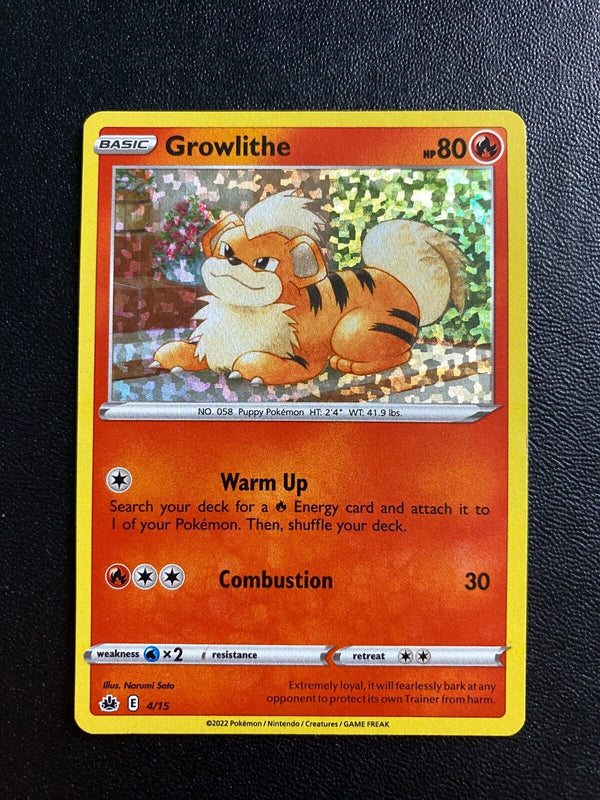 BASIC Growlithe HP80
NO. 058 Puppy Pokémon HT: 2'4" WT: 41.9 lbs.
Warm Up
Search your deck for a Energy card and attach it to
1 of your Pokémon. Then, shuffle your deck.
Combustion 30
weakness ×2 resistance retreat
Illus. Narumi Sato
Extremely loyal, it will fearlessly bark at any
opponent to protect its own Trainer from harm.
E 4/15
©2022 Pokémon / Nintendo / Creatures / GAME FREAK